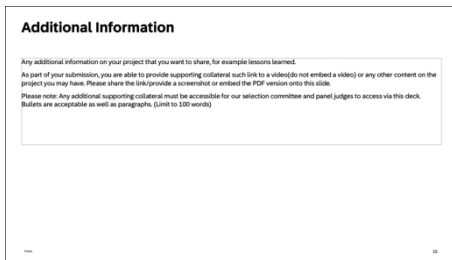 Additional Information
Any additional information on your project that you want to share, for example lessons learned.
As part of your submission, you are able to provide supporting collateral such link to a video(do not embed a video) or any other content on the
project you may have. Please share the link/provide a screenshot or embed the PDF version onto this slide.
Please note: Any additional supporting collateral must be accessible for our selection committee and panel judges to access via this deck.
Bullets are acceptable as well as paragraphs. (Limit to 100 words)